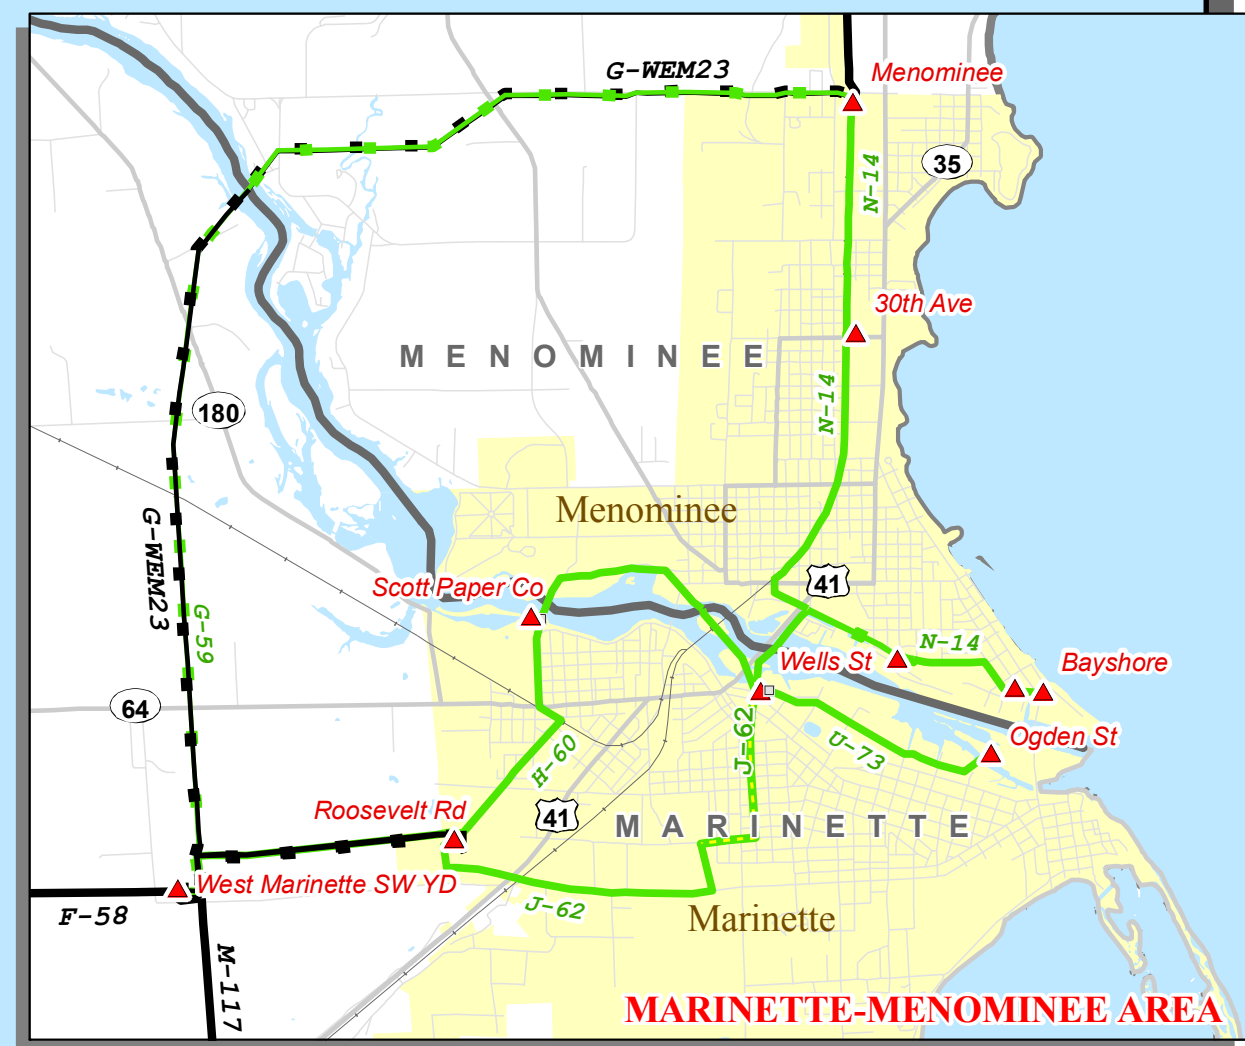 G-WEM23
Menominee
35
N-14
30th Ave
MENOMINEE
N-14
180
Menominee
G-WEM23
Scott Paper Co
41
G-59
N-14
Wells St
Bayshore
64
J-62
Ogden St
U-73
H-60
Roosevelt Rd
41
MARINETTE
West Marinette SW YD
F-58
J-62
Marinette
M-117
MARINETTE-MENOMINEE AREA